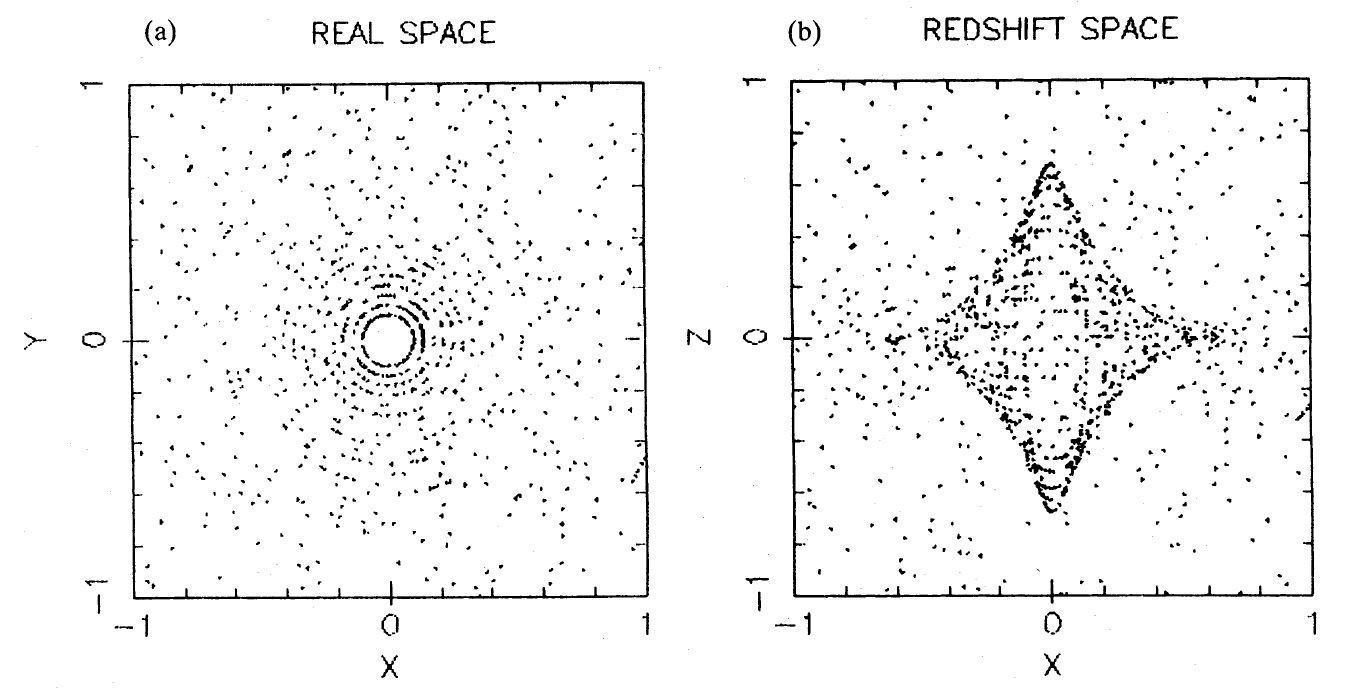 (a) REAL SPACE
1
Y
0
−1
−1 0 1
X
(b) REDSHIFT SPACE
1
Z
0
−1
−1 0 1
X